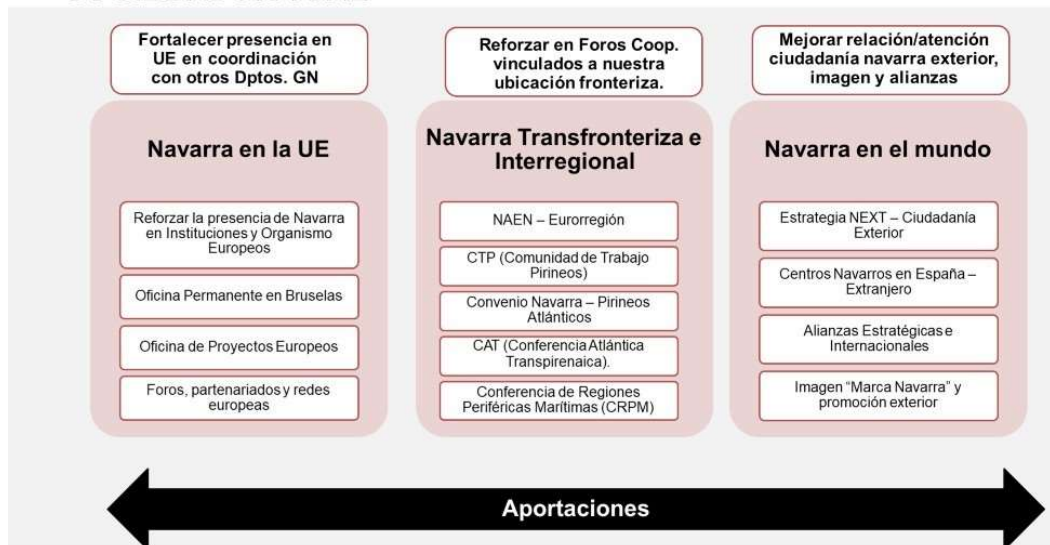 Fortalecer presencia en
UE en coordinación
con otros Dptos. GN
Navarra en la UE
Reforzar la presencia de Navarra
en Instituciones y Organismo
Europeos
Oficina Permanente en Bruselas
Oficina de Proyectos Europeos
Foros, partenariados y redes
europeas
Reforzar en Foros Coop.
vinculados a nuestra
ubicación fronteriza.
Navarra Transfronteriza e
Interregional
NAEN – Eurorregión
CTP (Comunidad de Trabajo
Pirineos)
Convenio Navarra – Pirineos
Atlánticos
CAT (Conferencia Atlántica
Transpirenaica).
Conferencia de Regiones
Periféricas Marítimas (CRPM)
Mejorar relación/atención
ciudadanía navarra exterior,
imagen y alianzas
Navarra en el mundo
Estrategia NEXT – Ciudadanía
Exterior
Centros Navarros en España –
Extranjero
Alianzas Estratégicas e
Internacionales
Imagen “Marca Navarra” y
promoción exterior
Aportaciones